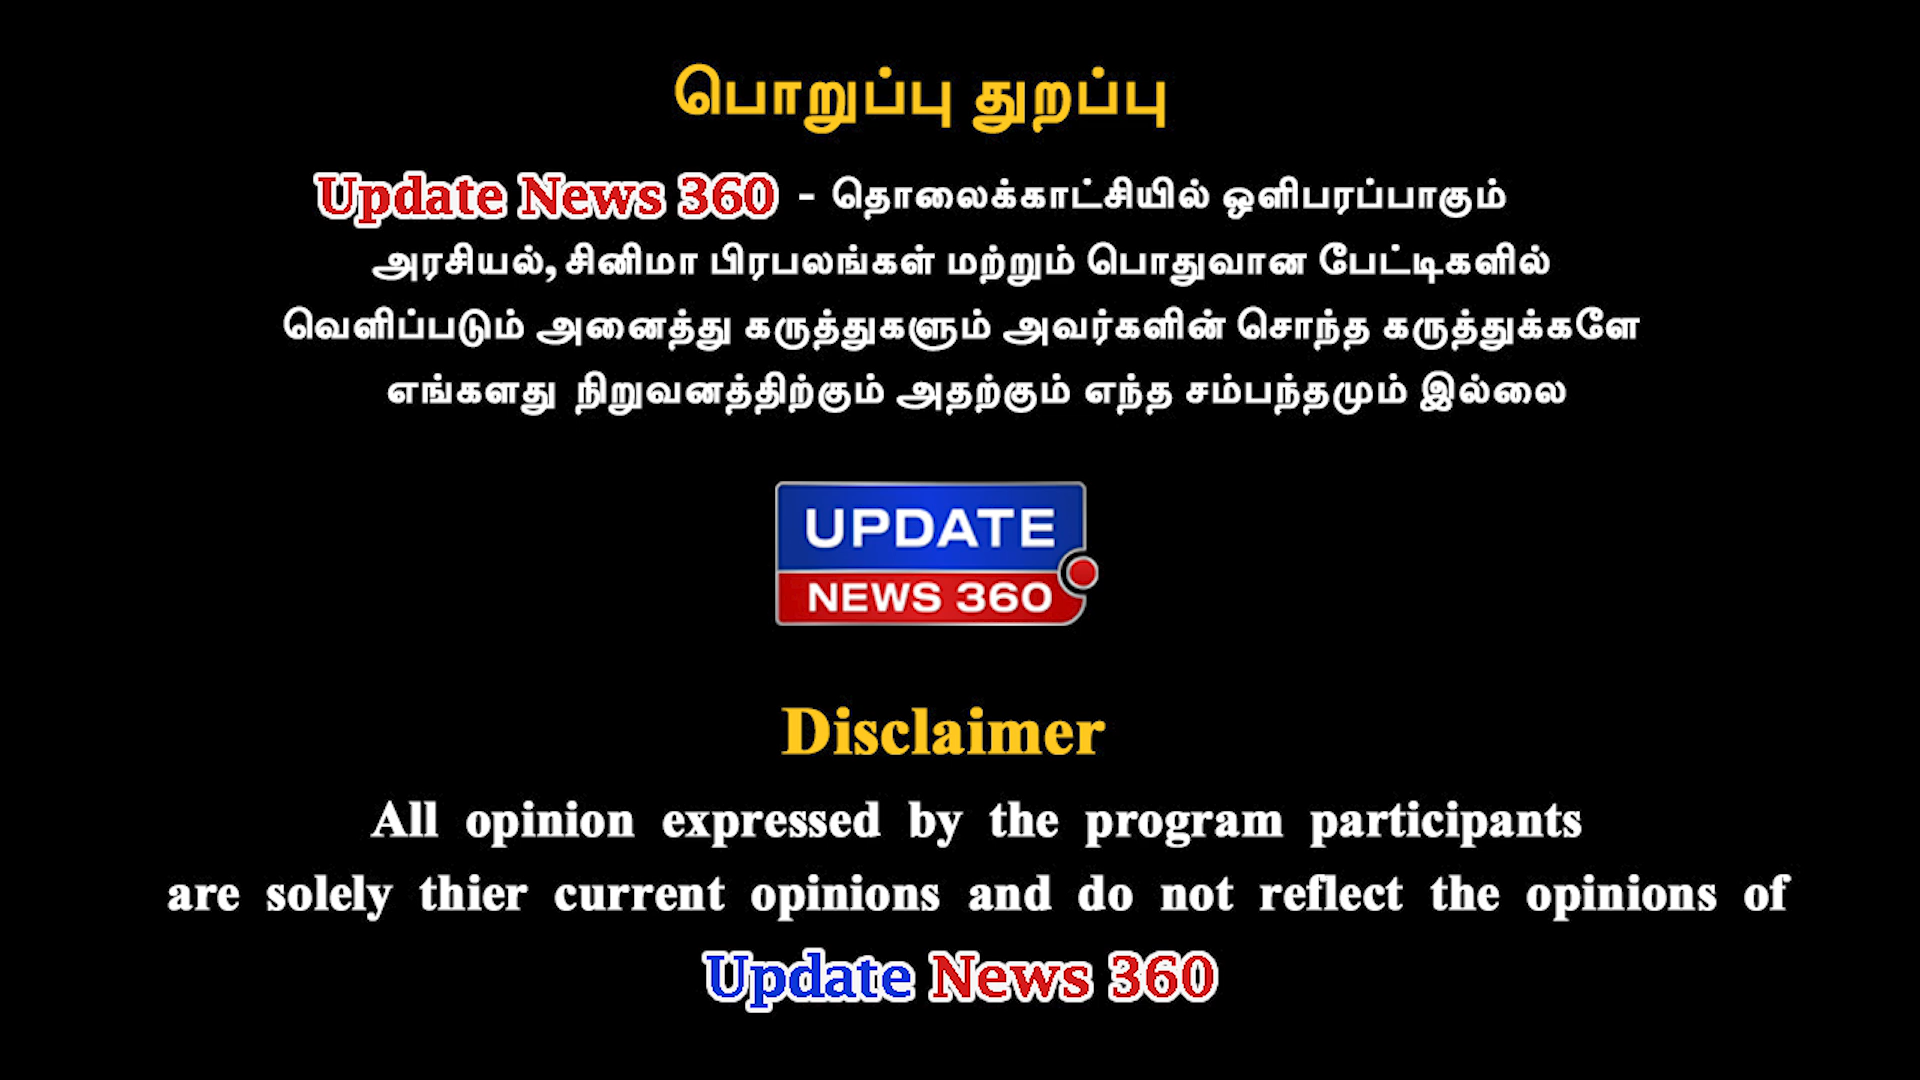 பொறுப்பு துறப்பு
Update News 360 - தொலைக்காட்சியில் ஒளிபரப்பாகும்
அரசியல், சினிமா பிரபலங்கள் மற்றும் பொதுவான பேட்டிகளில்
வெளிப்படும் அனைத்து கருத்துகளும் அவர்களின் சொந்த கருத்துக்களே
எங்களது நிறுவனத்திற்கும் அதற்கும் எந்த சம்பந்தமும் இல்லை
UPDATE
NEWS 360
Disclaimer
All opinion expressed by the program participants
are solely thier current opinions and do not reflect the opinions of
Update News 360